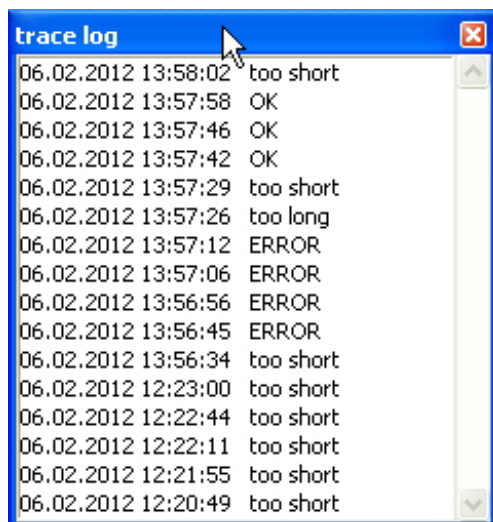 trace log
06.02.2012 13:58:02 too short
06.02.2012 13:57:58 OK
06.02.2012 13:57:46 OK
06.02.2012 13:57:42 OK
06.02.2012 13:57:29 too short
06.02.2012 13:57:26 too long
06.02.2012 13:57:12 ERROR
06.02.2012 13:57:06 ERROR
06.02.2012 13:56:56 ERROR
06.02.2012 13:56:45 ERROR
06.02.2012 13:56:34 too short
06.02.2012 12:23:00 too short
06.02.2012 12:22:44 too short
06.02.2012 12:22:11 too short
06.02.2012 12:21:55 too short
06.02.2012 12:20:49 too short